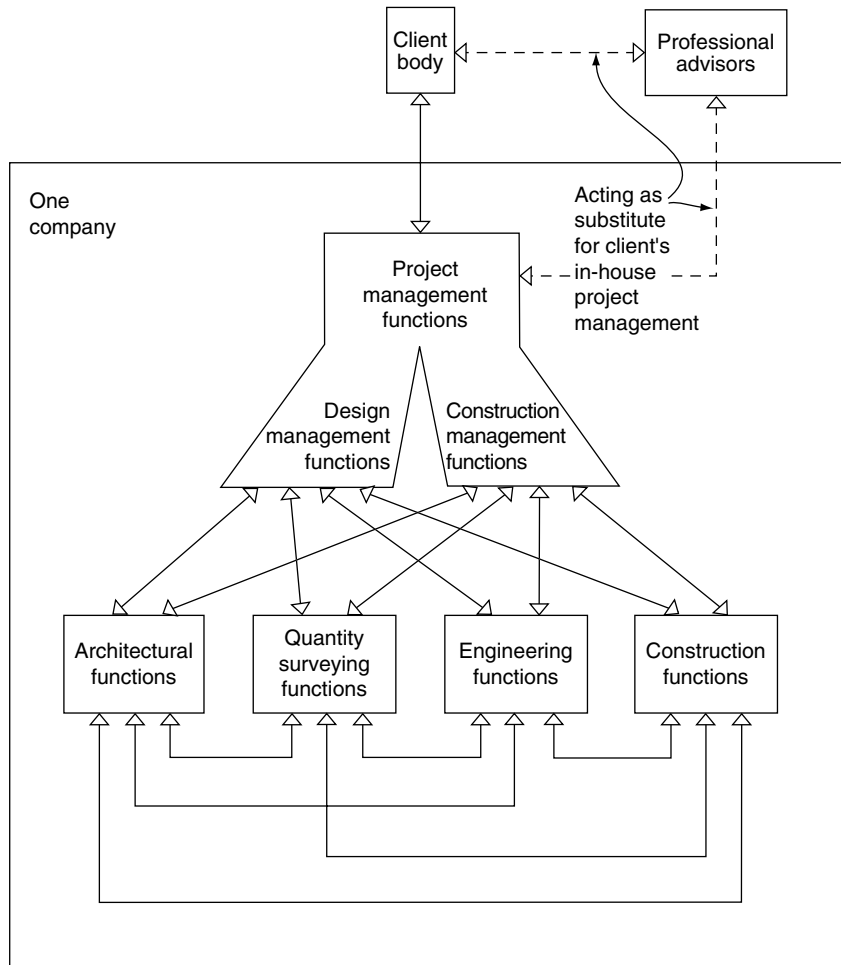 Client
body
Professional
advisors
One
company
Acting as
substitute
for client's
in-house
project
management
Project
management
functions
Design
management
functions
Construction
management
functions
Architectural
functions
Quantity
surveying
functions
Engineering
functions
Construction
functions